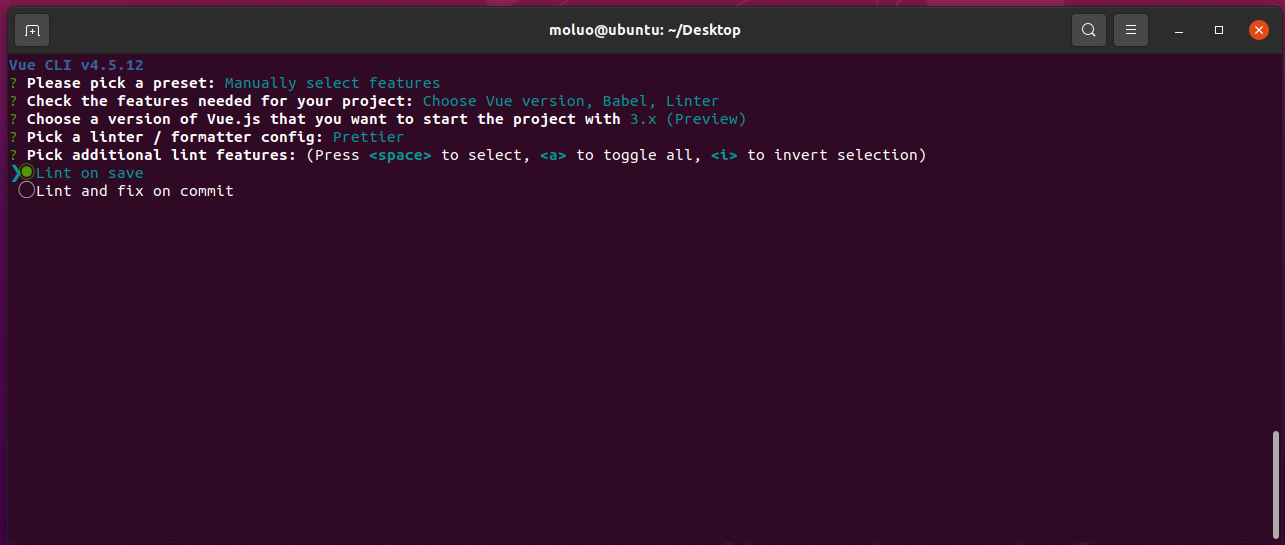 moluo@ubuntu: ~/Desktop
Vue CLI v4.5.12
? Please pick a preset: Manually select features
? Check the features needed for your project: Choose Vue version, Babel, Linter
? Choose a version of Vue.js that you want to start the project with 3.x (Preview)
? Pick a linter / formatter config: Prettier
? Pick additional lint features: (Press <space> to select, <a> to toggle all, <i> to invert selection)
❯◉Lint on save
◯Lint and fix on commit